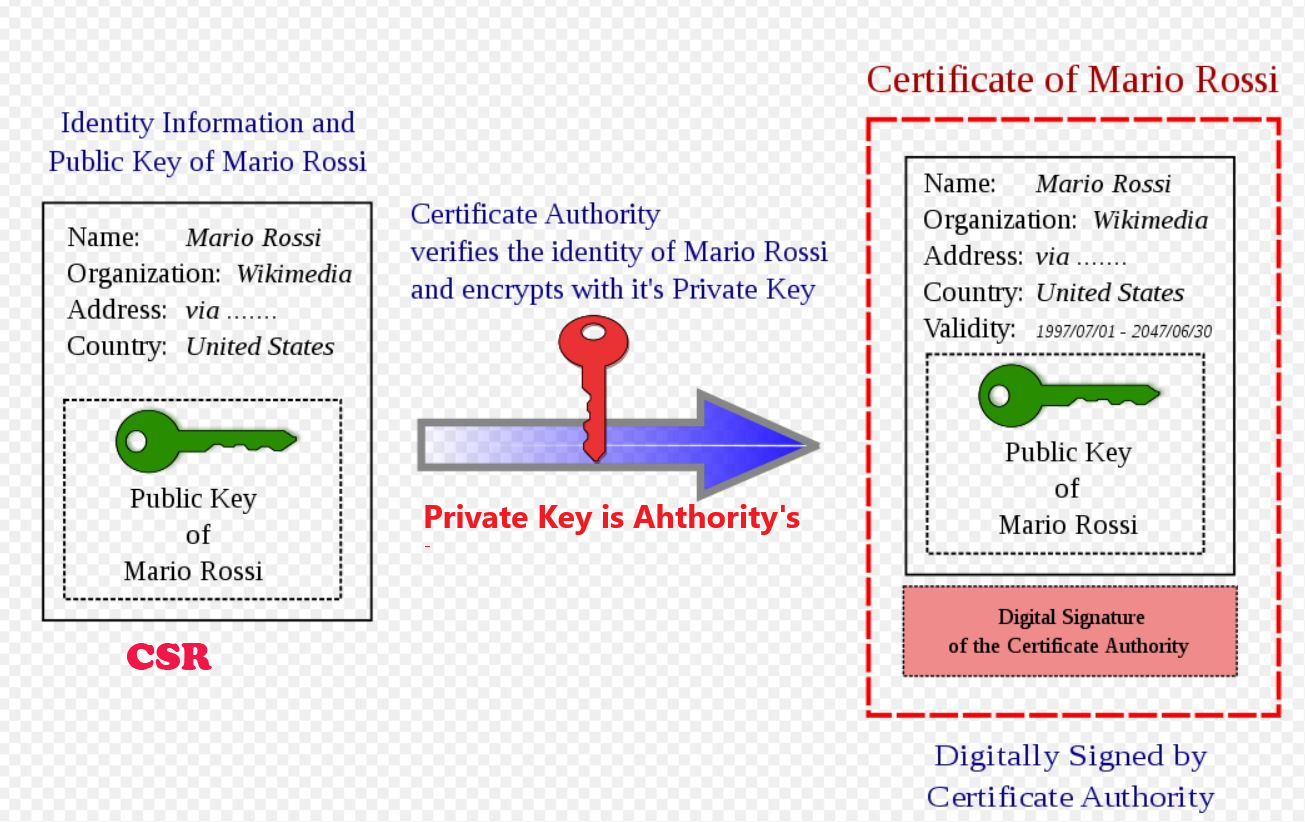 Identity Information and
Public Key of Mario Rossi
Name: Mario Rossi
Organization: Wikimedia
Address: via .......
Country: United States
Public Key
of
Mario Rossi
CSR
Certificate Authority
verifies the identity of Mario Rossi
and encrypts with it's Private Key
Private Key is Ahthority's
Certificate of Mario Rossi
Name: Mario Rossi
Organization: Wikimedia
Address: via .......
Country: United States
Validity: 1997/07/01 - 2047/06/30
Public Key
of
Mario Rossi
Digital Signature
of the Certificate Authority
Digitally Signed by
Certificate Authority